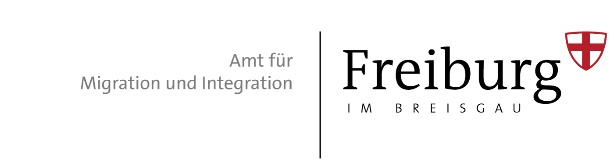 Amt für
Migration und Integration
Freiburg
IM BREISGAU